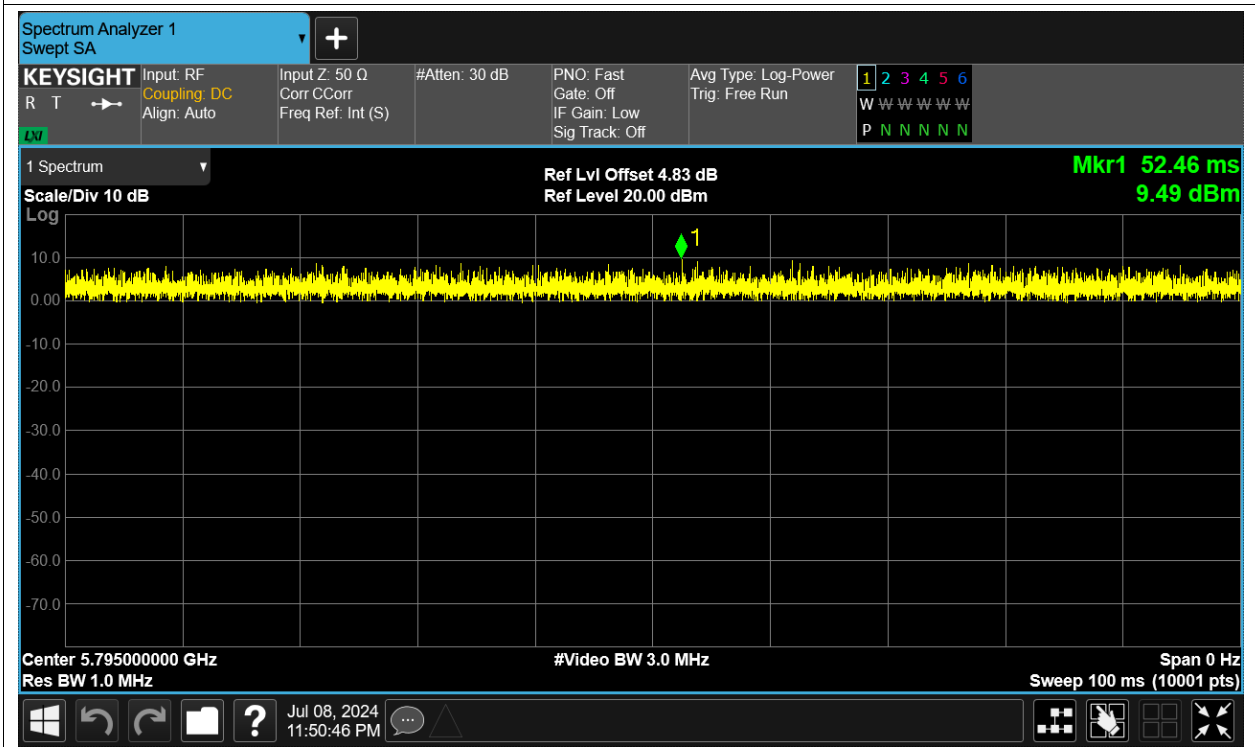 Spectrum Analyzer 1
Swept SA
KEYSIGHT
R T
LXI
Input: RF
Coupling: DC
Align: Auto
Input Z: 50 Ω
Corr CCorr
Freq Ref: Int (S)
#Atten: 30 dB
PNO: Fast
Gate: Off
IF Gain: Low
Sig Track: Off
Avg Type: Log-Power
Trig: Free Run
1 2 3 4 5 6
W W W W W W
P N N N N N
1 Spectrum
Scale/Div 10 dB
Log
Ref Lvl Offset 4.83 dB
Ref Level 20.00 dBm
Mkr1 52.46 ms
9.49 dBm
1
10.0
0.00
-10.0
-20.0
-30.0
-40.0
-50.0
-60.0
-70.0
Center 5.795000000 GHz
Res BW 1.0 MHz
#Video BW 3.0 MHz
Span 0 Hz
Sweep 100 ms (10001 pts)
?
Jul 08, 2024
11:50:46 PM